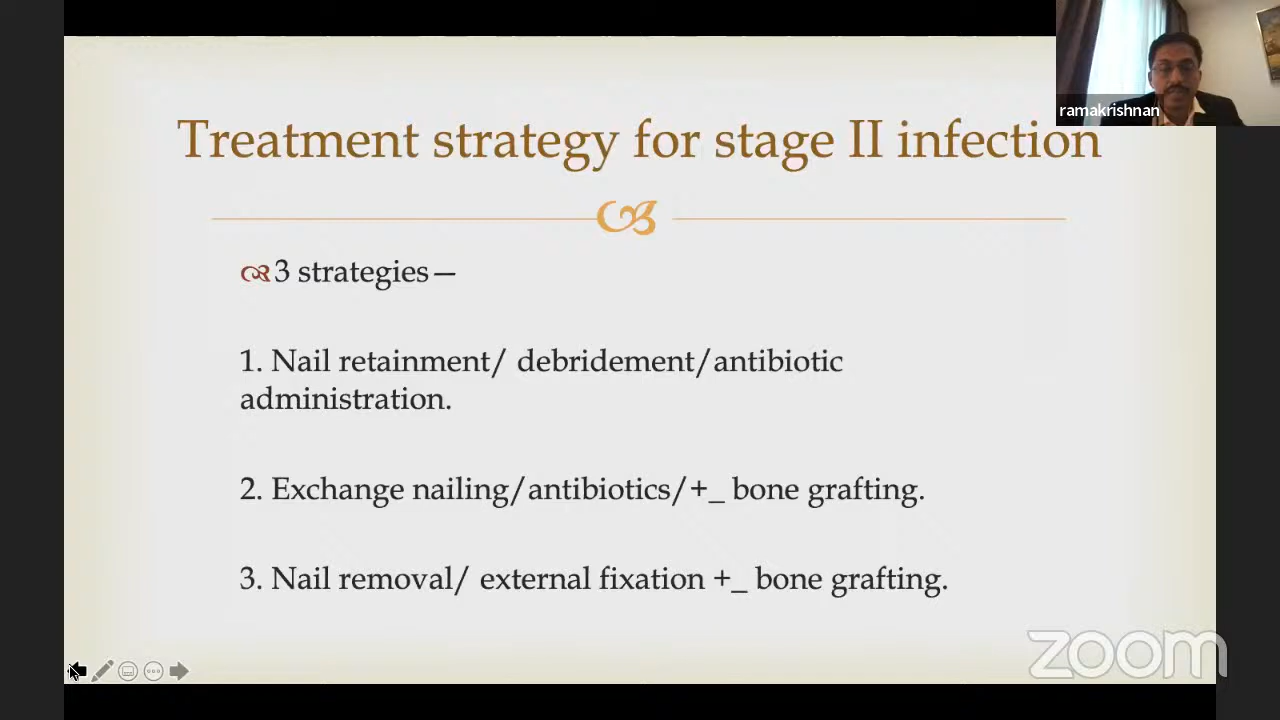 ramakrishnan
Treatment strategy for stage II infection
3 strategies—
1. Nail retainment/ debridement/antibiotic
administration.
2. Exchange nailing/antibiotics/+_ bone grafting.
3. Nail removal/ external fixation +_ bone grafting.
zoom